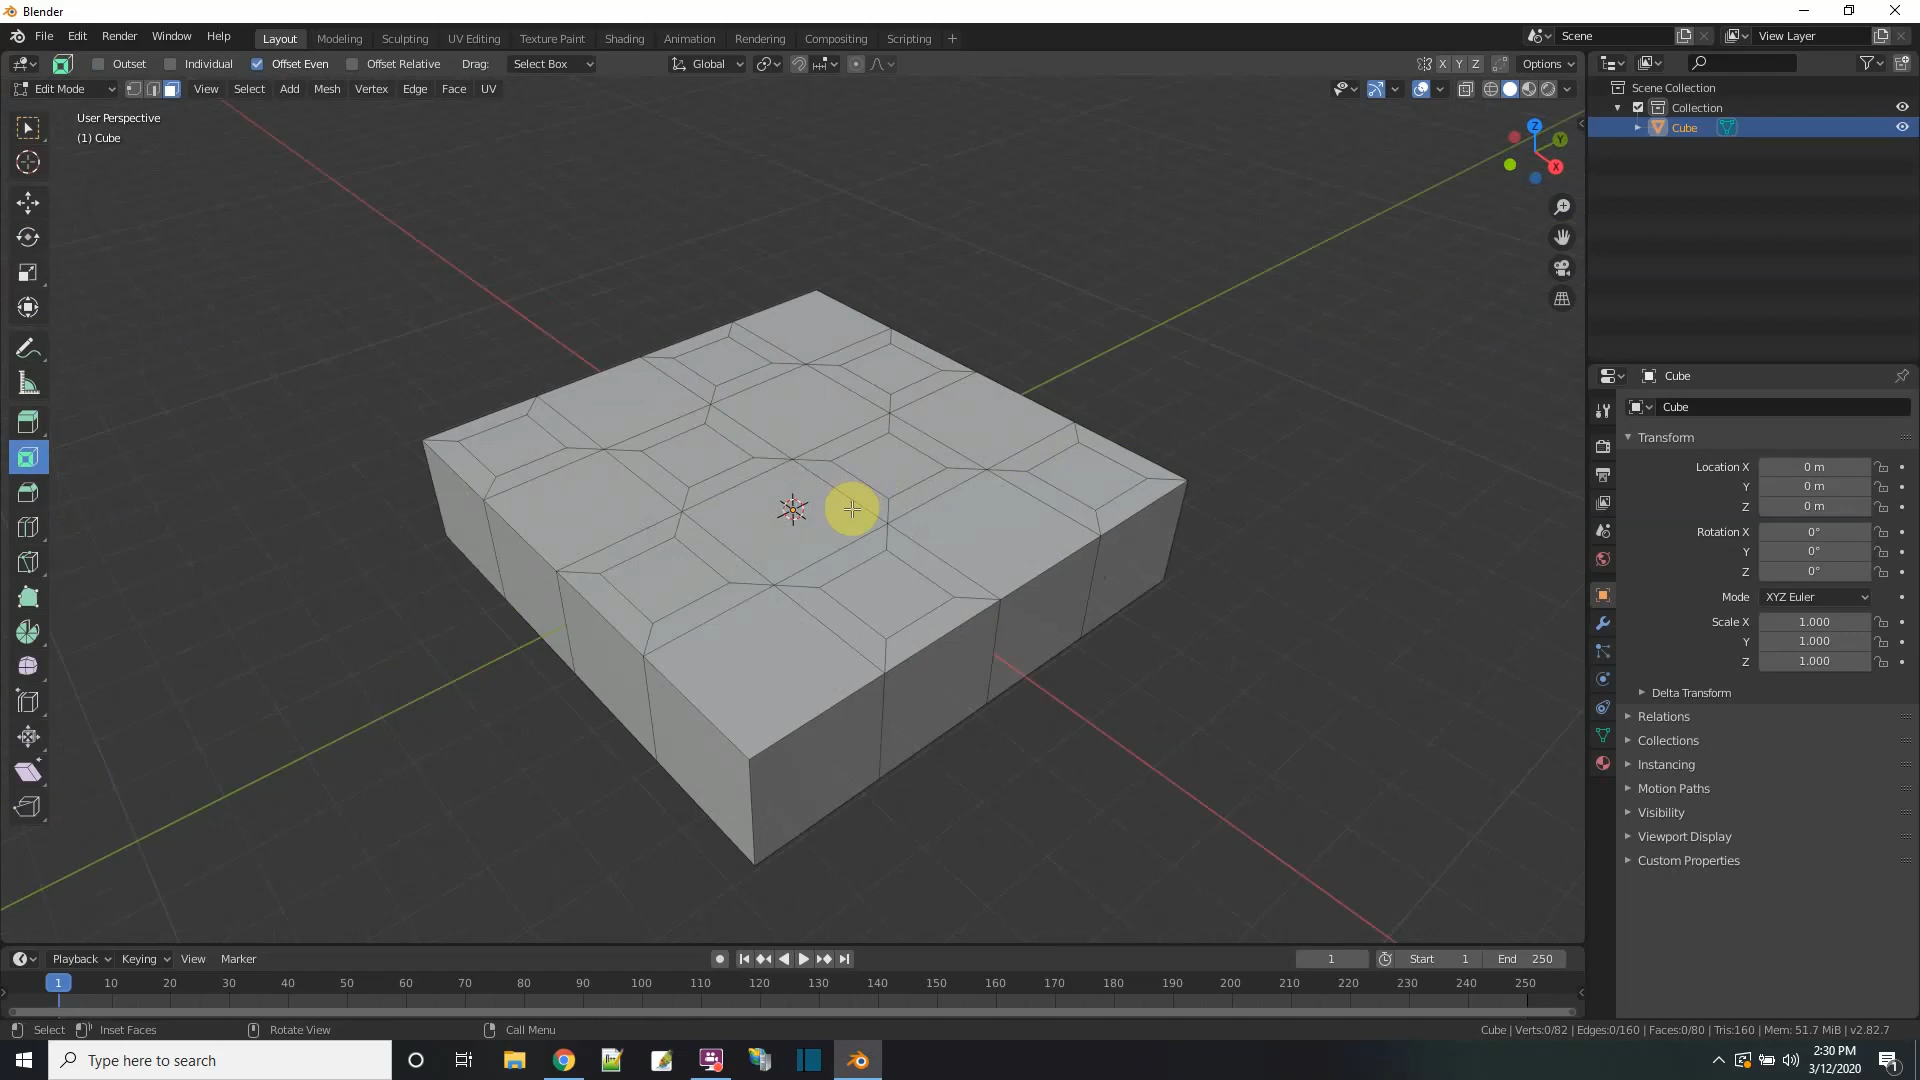 Blender
File Edit Render Window Help Layout Modeling Sculpting UV Editing Texture Paint Shading Animation Rendering Compositing Scripting + Scene View Layer
Outset Individual Offset Even Offset Relative Drag: Select Box Global X Y Z Options
Edit Mode View Select Add Mesh Vertex Edge Face UV
User Perspective
(1) Cube
Z
Y
X
Scene Collection
Collection
Cube
Cube
Cube
Transform
Location X 0 m
Y 0 m
Z 0 m
Rotation X 0°
Y 0°
Z 0°
Mode XYZ Euler
Scale X 1.000
Y 1.000
Z 1.000
Delta Transform
Relations
Collections
Instancing
Motion Paths
Visibility
Viewport Display
Custom Properties
Playback Keying View Marker 1 Start 1 End 250
1 10 20 30 40 50 60 70 80 90 100 110 120 130 140 150 160 170 180 190 200 210 220 230 240 250
Select Inset Faces Rotate View Call Menu Cube | Verts:0/82 | Edges:0/160 | Faces:0/80 | Tris:160 | Mem: 51.7 MiB | v2.82.7
Type here to search
2:30 PM
3/12/2020
1